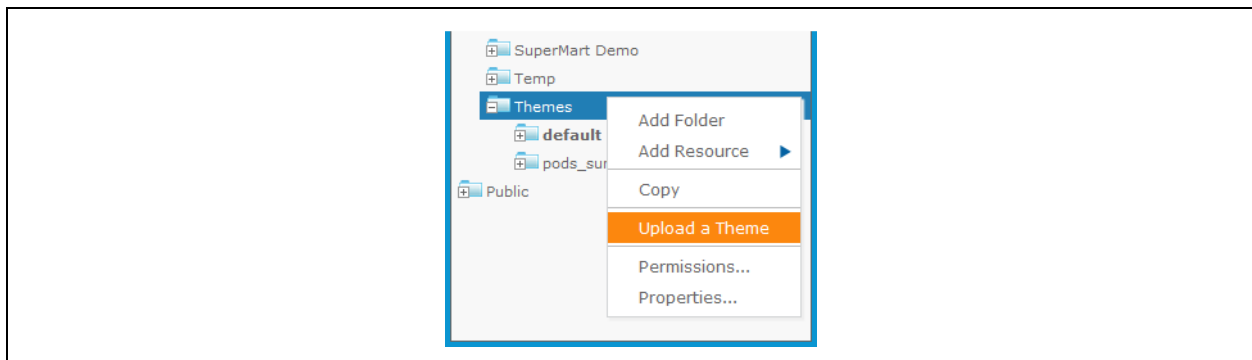 SuperMart Demo
Temp
Themes
default
Public
Add Folder
Add Resource
Copy
Upload a Theme
Permissions...
Properties...